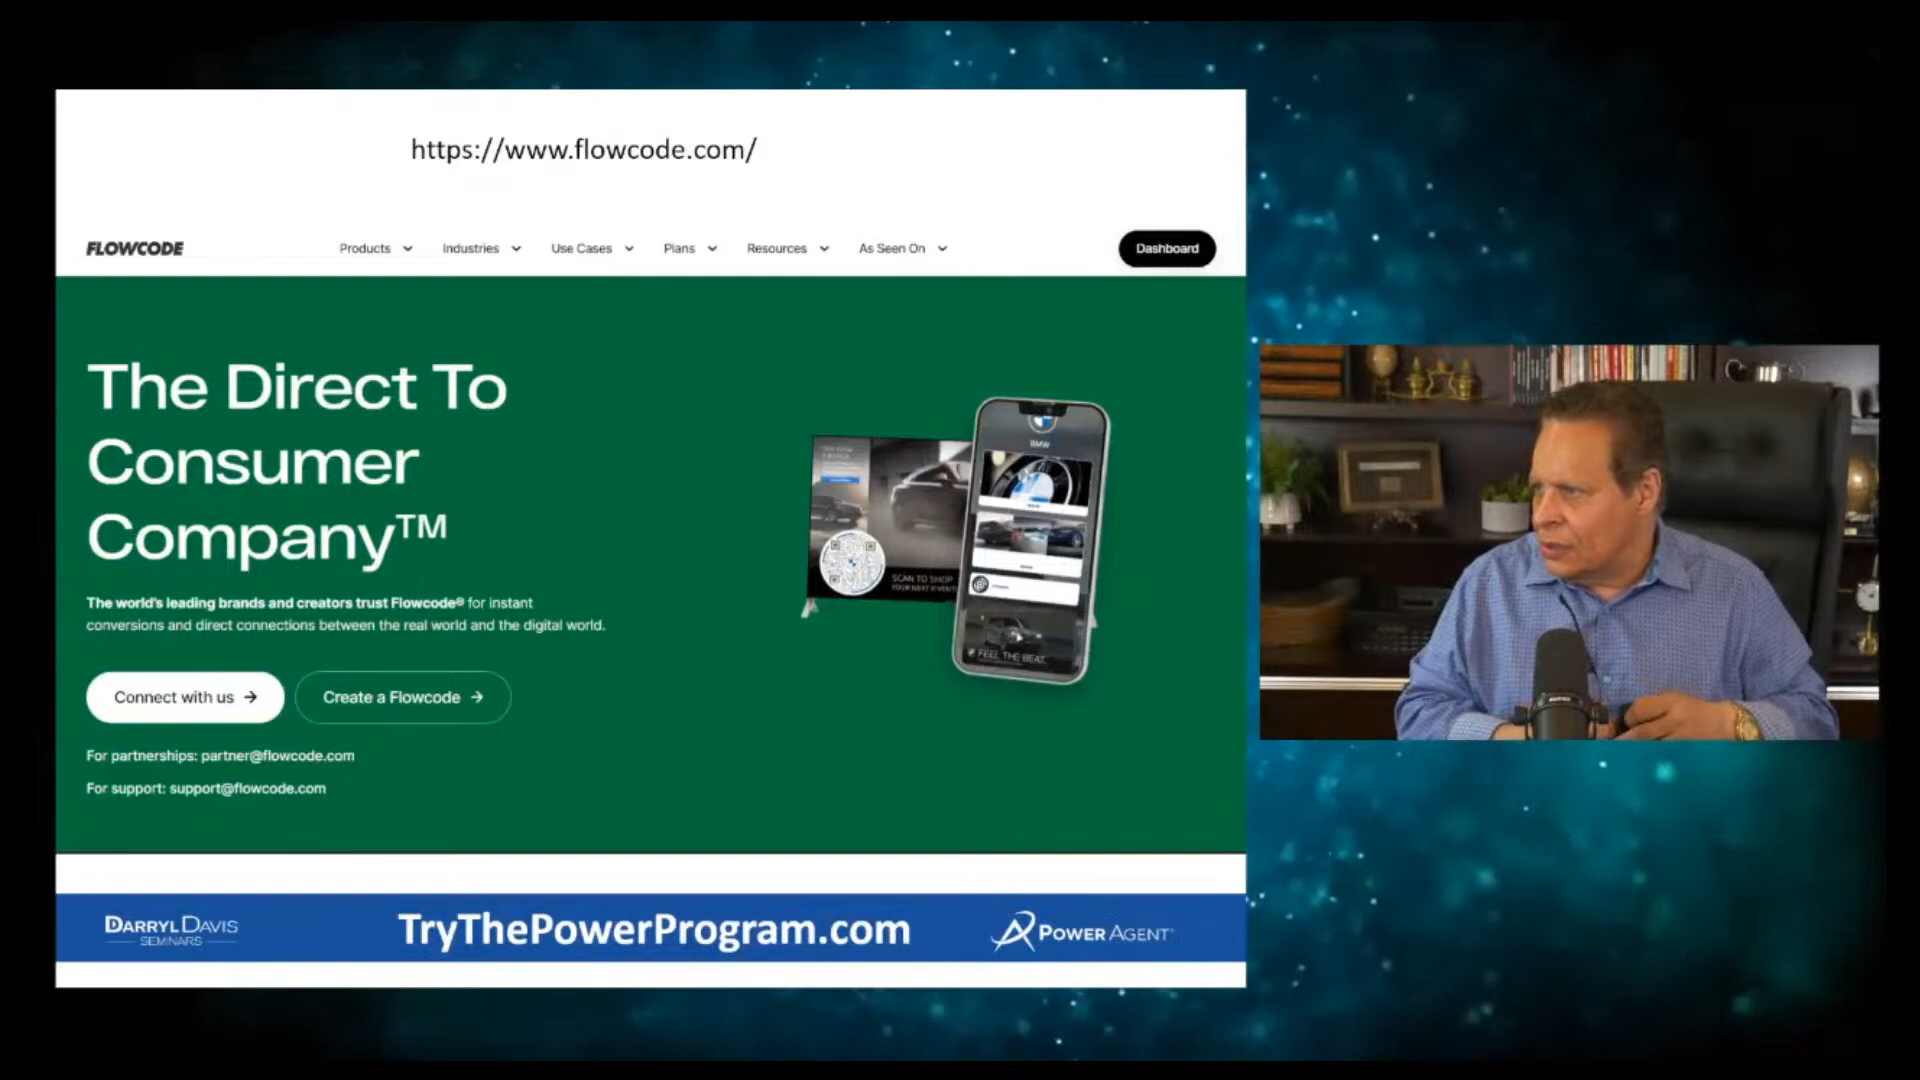 https://www.flowcode.com/
FLOWCODE
Products
Industries
Use Cases
Plans
Resources
As Seen On
Dashboard
The Direct To
Consumer
Company™
The world's leading brands and creators trust Flowcode® for instant
conversions and direct connections between the real world and the digital world.
BMW
SCAN TO SHOP
FEEL THE BEAT.
Connect with us →
Create a Flowcode →
For partnerships: partner@flowcode.com
For support: support@flowcode.com
DARRYL DAVIS
SEMINARS
TryThePowerProgram.com
POWER AGENT